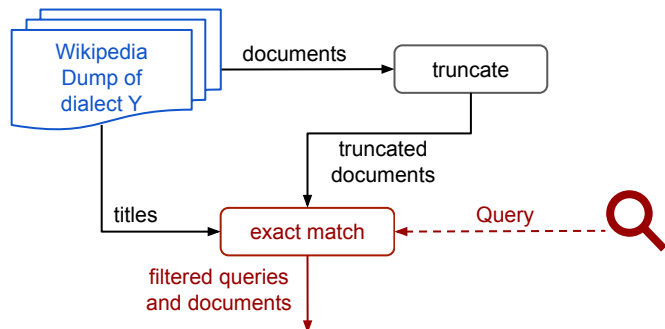 Wikipedia
Dump of
dialect Y
documents
truncate
truncated
documents
titles
exact match
Query
filtered queries
and documents